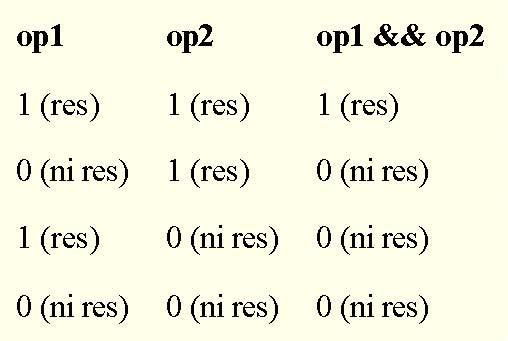 op1 op2 op1 && op2
1 (res) 1 (res) 1 (res)
0 (ni res) 1 (res) 0 (ni res)
1 (res) 0 (ni res) 0 (ni res)
0 (ni res) 0 (ni res) 0 (ni res)